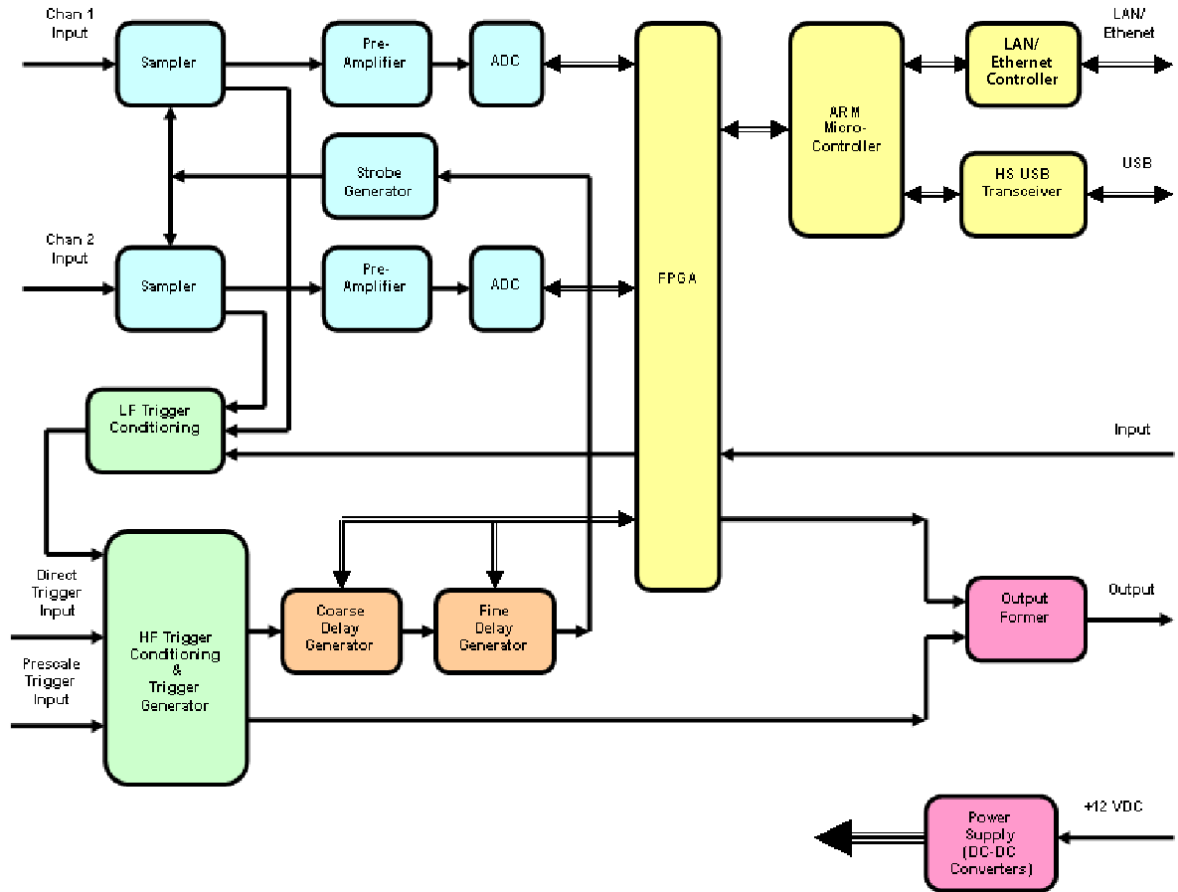 Chan 1
Input
Sampler
Pre-
Amplifier
ADC
LAN/
Ethernet
Controller
LAN/
Ethenet
ARM
Micro-
Controller
Strobe
Generator
HS USB
Transceiver
USB
Chan 2
Input
Sampler
Pre-
Amplifier
ADC
FPGA
LF Trigger
Conditioning
Input
Direct
Trigger
Input
Prescale
Trigger
Input
HF Trigger
Conditioning
&
Trigger
Generator
Coarse
Delay
Generator
Fine
Delay
Generator
Output
Former
Output
Power
Supply
(DC-DC
Converters)
+12 VDC